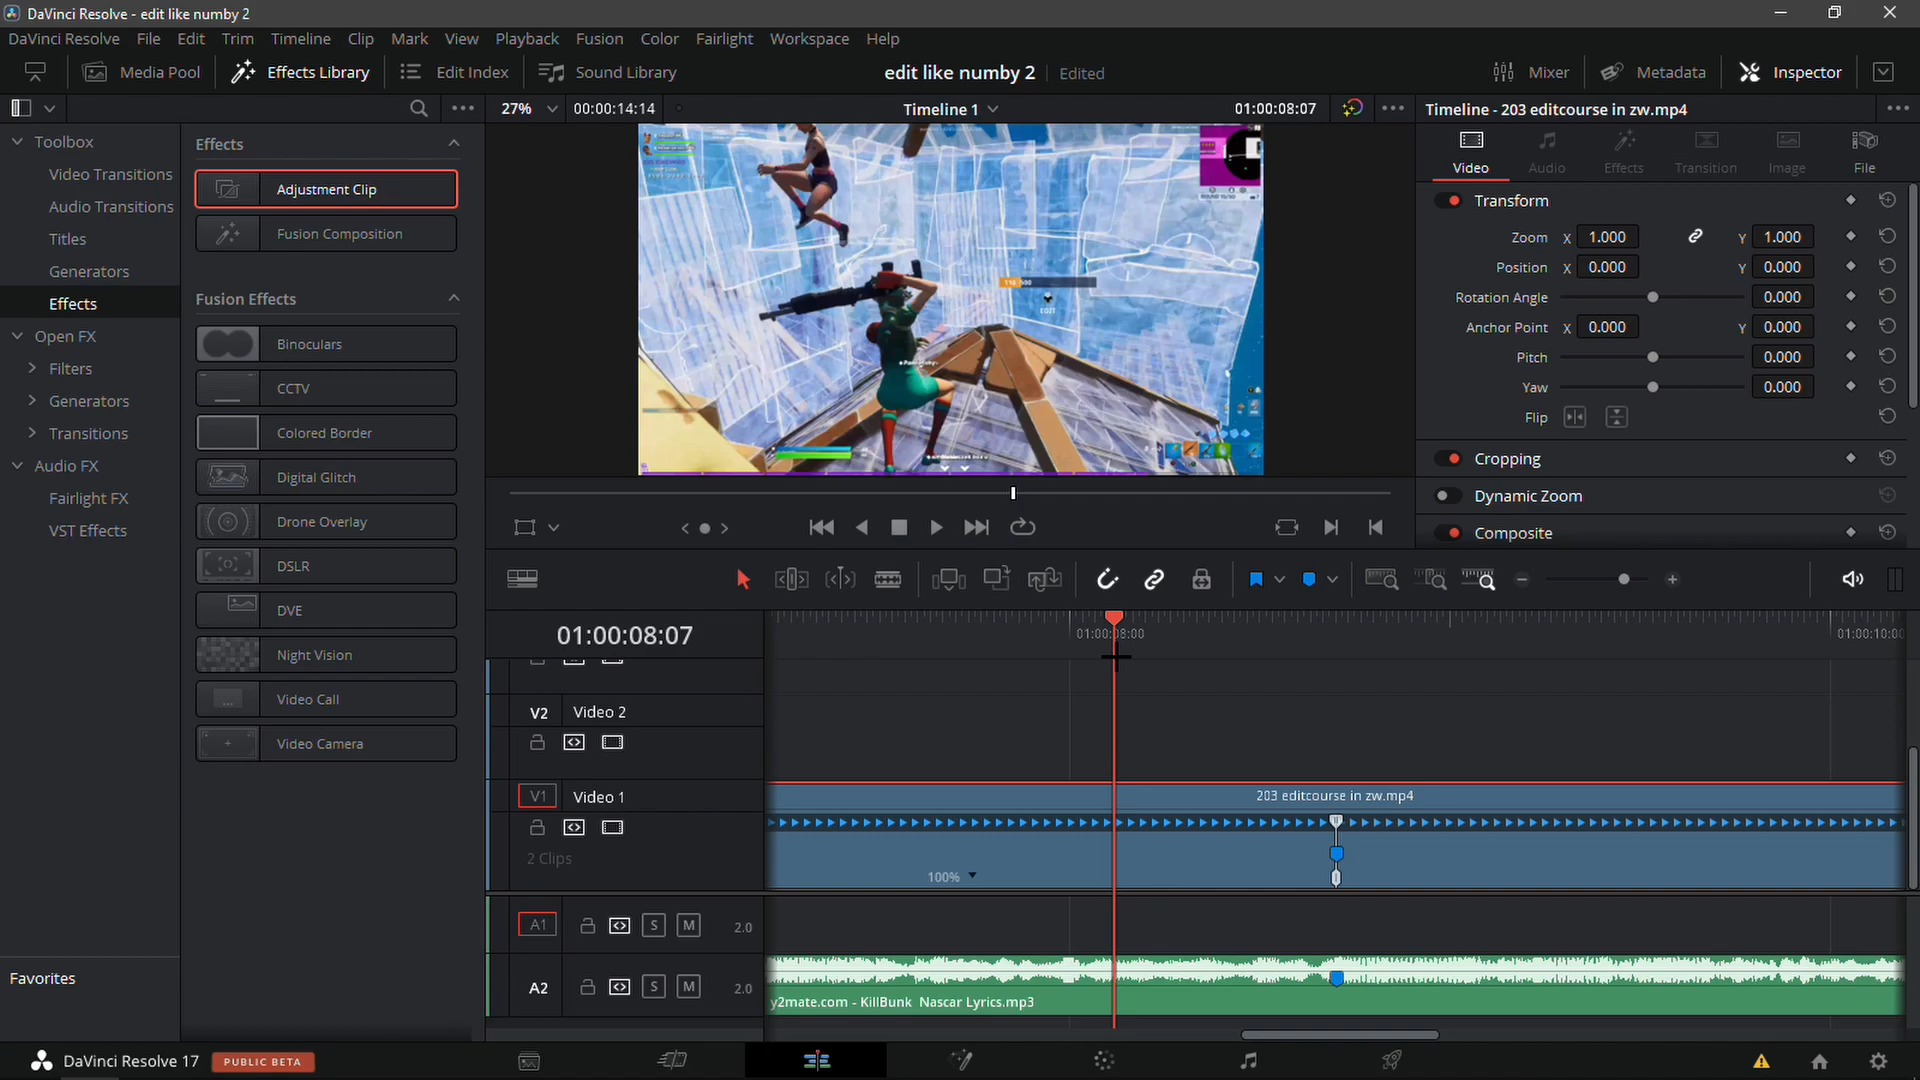 DaVinci Resolve - edit like numby 2
DaVinci Resolve File Edit Trim Timeline Clip Mark View Playback Fusion Color Fairlight Workspace Help
Media Pool Effects Library Edit Index Sound Library edit like numby 2 Edited Mixer Metadata Inspector
27% 00:00:14:14 Timeline 1 01:00:08:07 Timeline - 203 editcourse in zw.mp4
Toolbox
Video Transitions
Audio Transitions
Titles
Generators
Effects
Open FX
Filters
Generators
Transitions
Audio FX
Fairlight FX
VST Effects
Favorites
Effects
Adjustment Clip
Fusion Composition
Fusion Effects
Binoculars
CCTV
Colored Border
Digital Glitch
Drone Overlay
DSLR
DVE
Night Vision
Video Call
Video Camera
EDIT
Video Audio Effects Transition Image File
Transform
Zoom X 1.000 Y 1.000
Position X 0.000 Y 0.000
Rotation Angle 0.000
Anchor Point X 0.000 Y 0.000
Pitch 0.000
Yaw 0.000
Flip
Cropping
Dynamic Zoom
Composite
01:00:08:07 01:00:08:00 01:00:10:00
V2 Video 2
V1 Video 1
2 Clips
203 editcourse in zw.mp4
100%
A1 S M 2.0
A2 S M 2.0
y2mate.com - KillBunk Nascar Lyrics.mp3
DaVinci Resolve 17 PUBLIC BETA